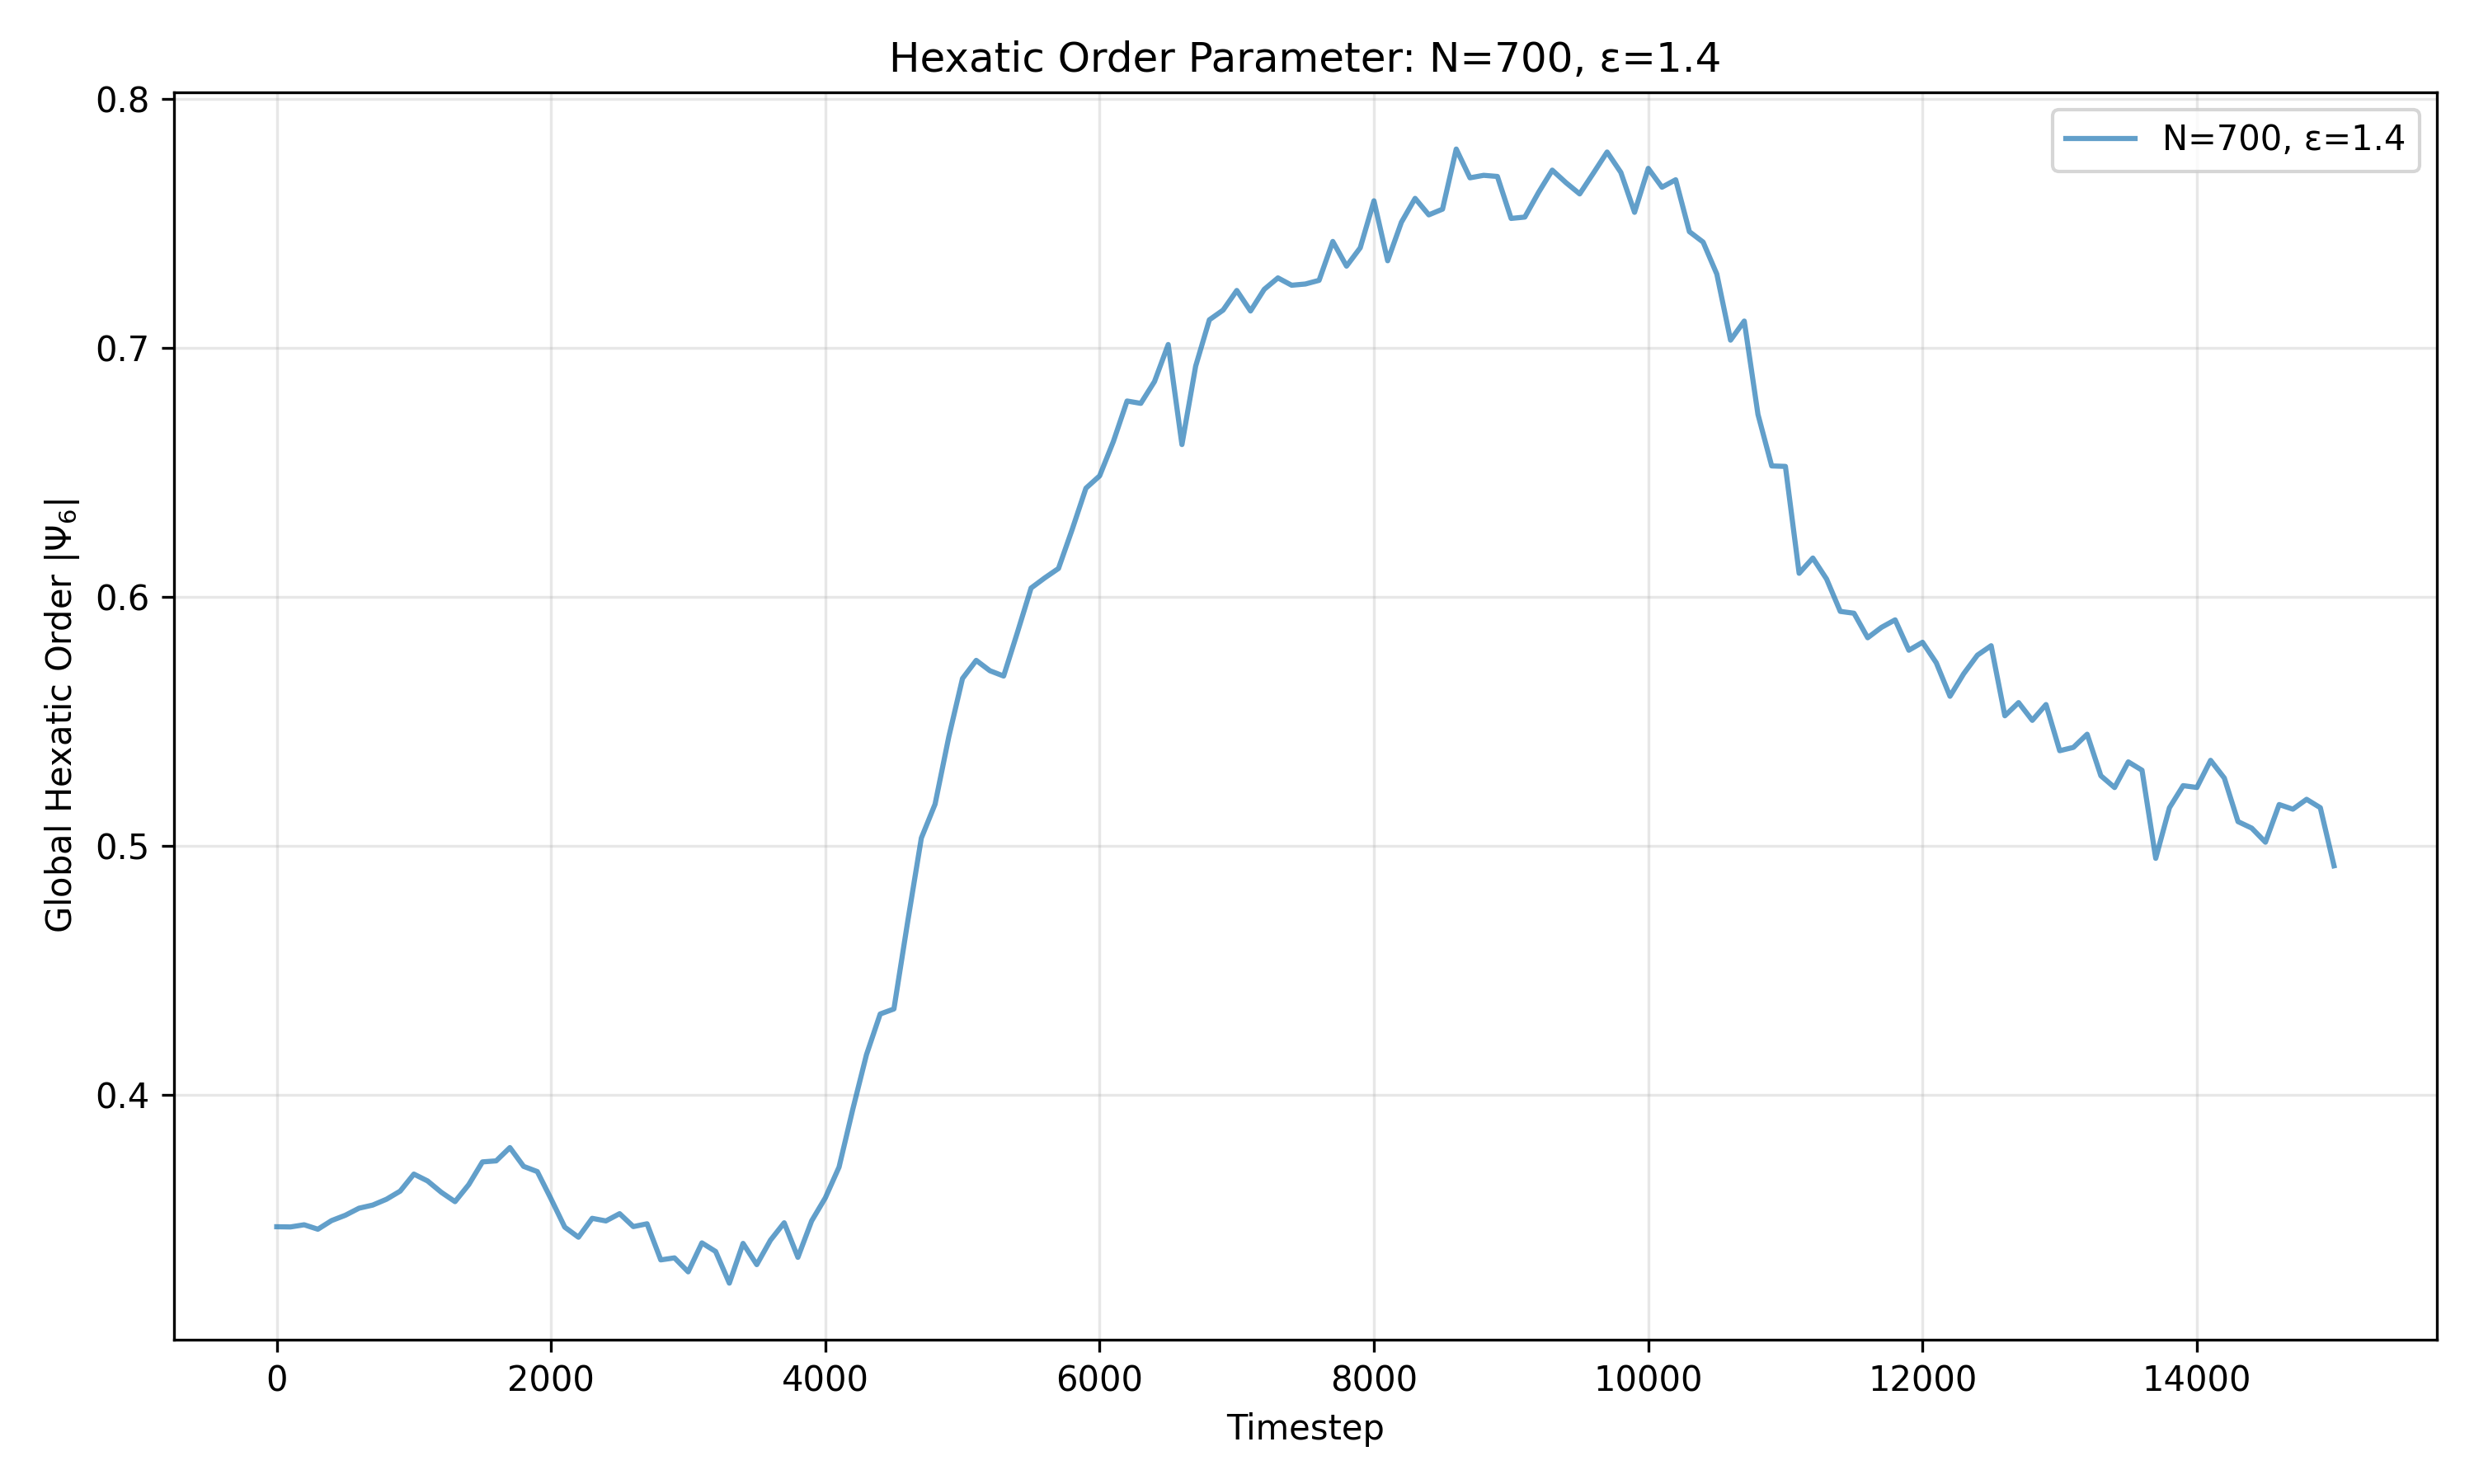 Hexatic Order Parameter: N=700, ε=1.4
N=700, ε=1.4
Global Hexatic Order |Ψ₆|
0.8
0.7
0.6
0.5
0.4
0 2000 4000 6000 8000 10000 12000 14000
Timestep